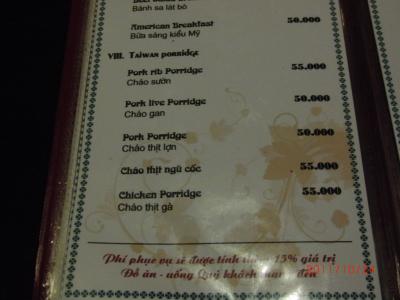 Bánh sa lát bò
American Breakfast 50.000
Bữa sáng kiểu Mỹ
VIII. Taiwan porridge
Pork rib Porridge 55.000
Cháo sườn
Pork live Porridge 50.000
Cháo gan
Pork Porridge 50.000
Cháo thịt lợn
Cháo thịt ngũ cốc 55.000
Chicken Porridge 55.000
Cháo thịt gà
Phí phục vụ sẽ được tính 15% giá trị
Đồ ăn - uống Quý khách mang đến